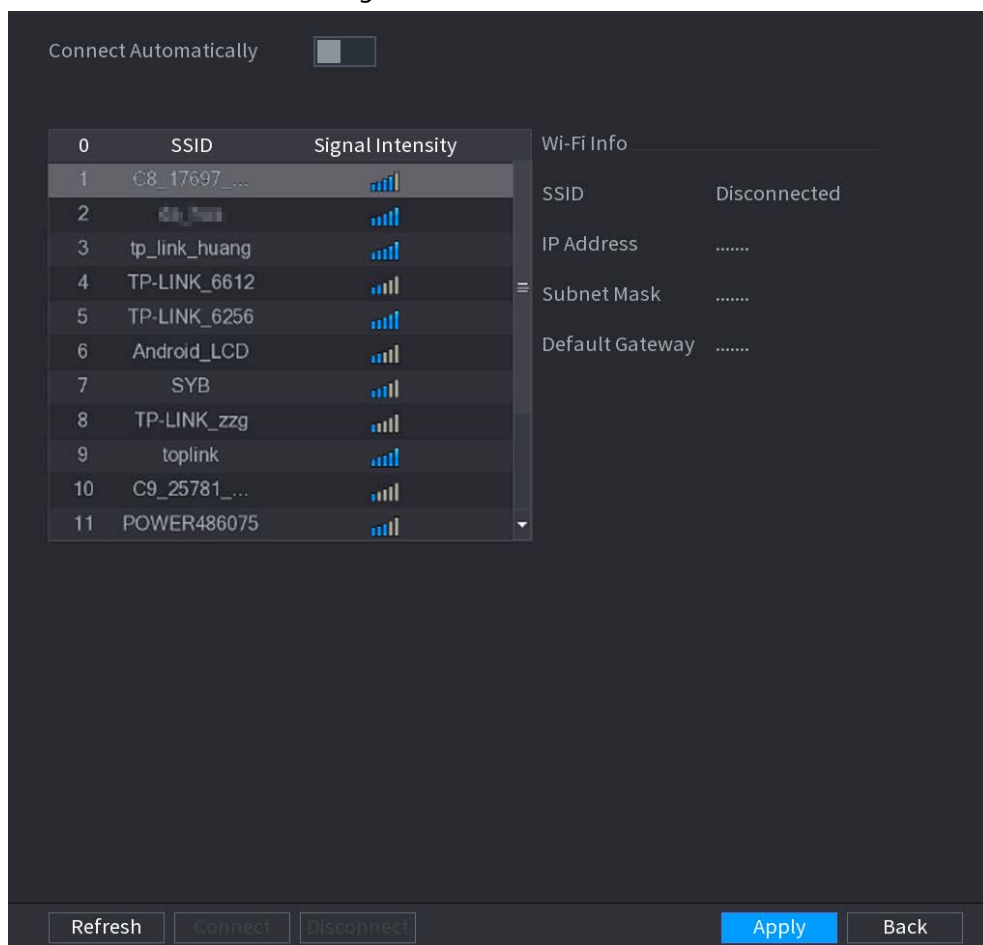 Connect Automatically
0 SSID Signal Intensity
1 C8_17697_...
2
3 tp_link_huang
4 TP-LINK_6612
5 TP-LINK_6256
6 Android_LCD
7 SYB
8 TP-LINK_zzg
9 toplink
10 C9_25781_...
11 POWER486075
Wi-Fi Info
SSID Disconnected
IP Address .......
Subnet Mask .......
Default Gateway .......
Refresh Connect Disconnect Apply Back